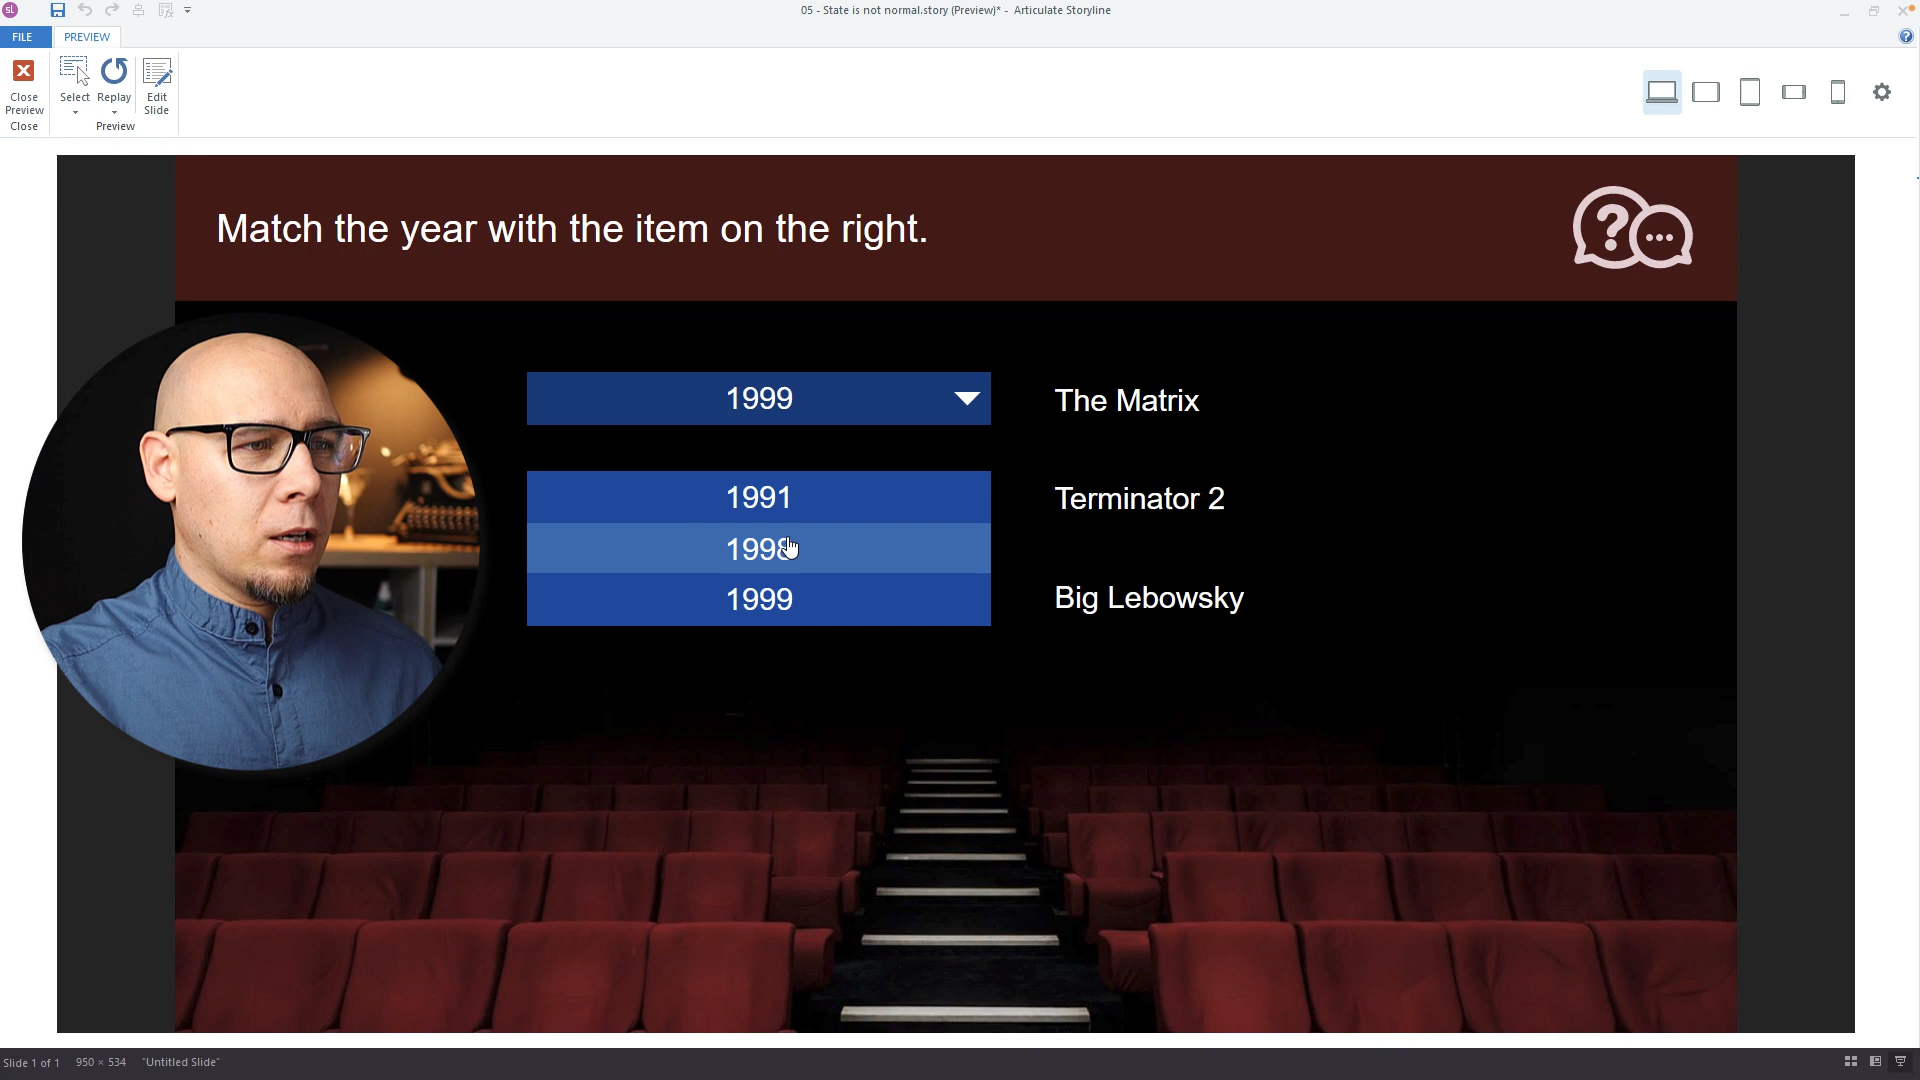 05 - State is not normal.story (Preview)* - Articulate Storyline
FILE
PREVIEW
Close Preview
Select
Replay
Edit Slide
Close
Preview
Match the year with the item on the right.
?
1999
The Matrix
1991
Terminator 2
1998
1999
Big Lebowsky
Slide 1 of 1
950 × 534
"Untitled Slide"